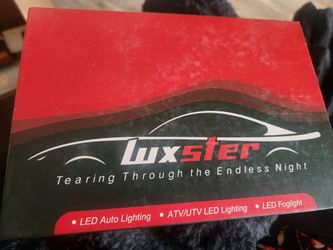 Luxster
Tearing Through the Endless Night
• LED Auto Lighting • ATV/UTV LED Lighting • LED Foglight